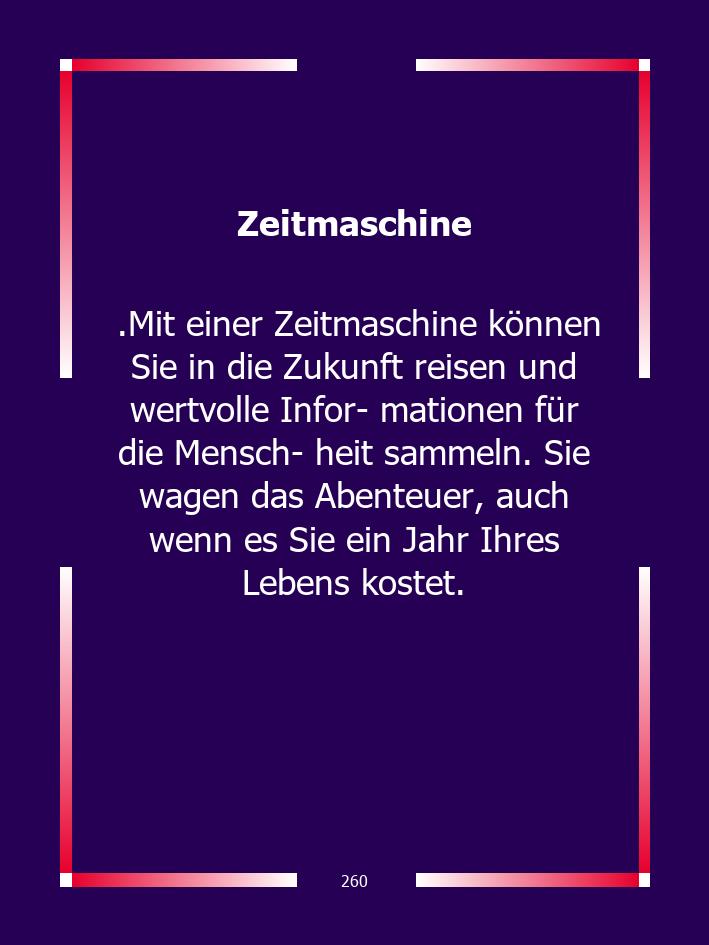 Zeitmaschine
.Mit einer Zeitmaschine können
Sie in die Zukunft reisen und
wertvolle Infor- mationen für
die Mensch- heit sammeln. Sie
wagen das Abenteuer, auch
wenn es Sie ein Jahr Ihres
Lebens kostet.
260